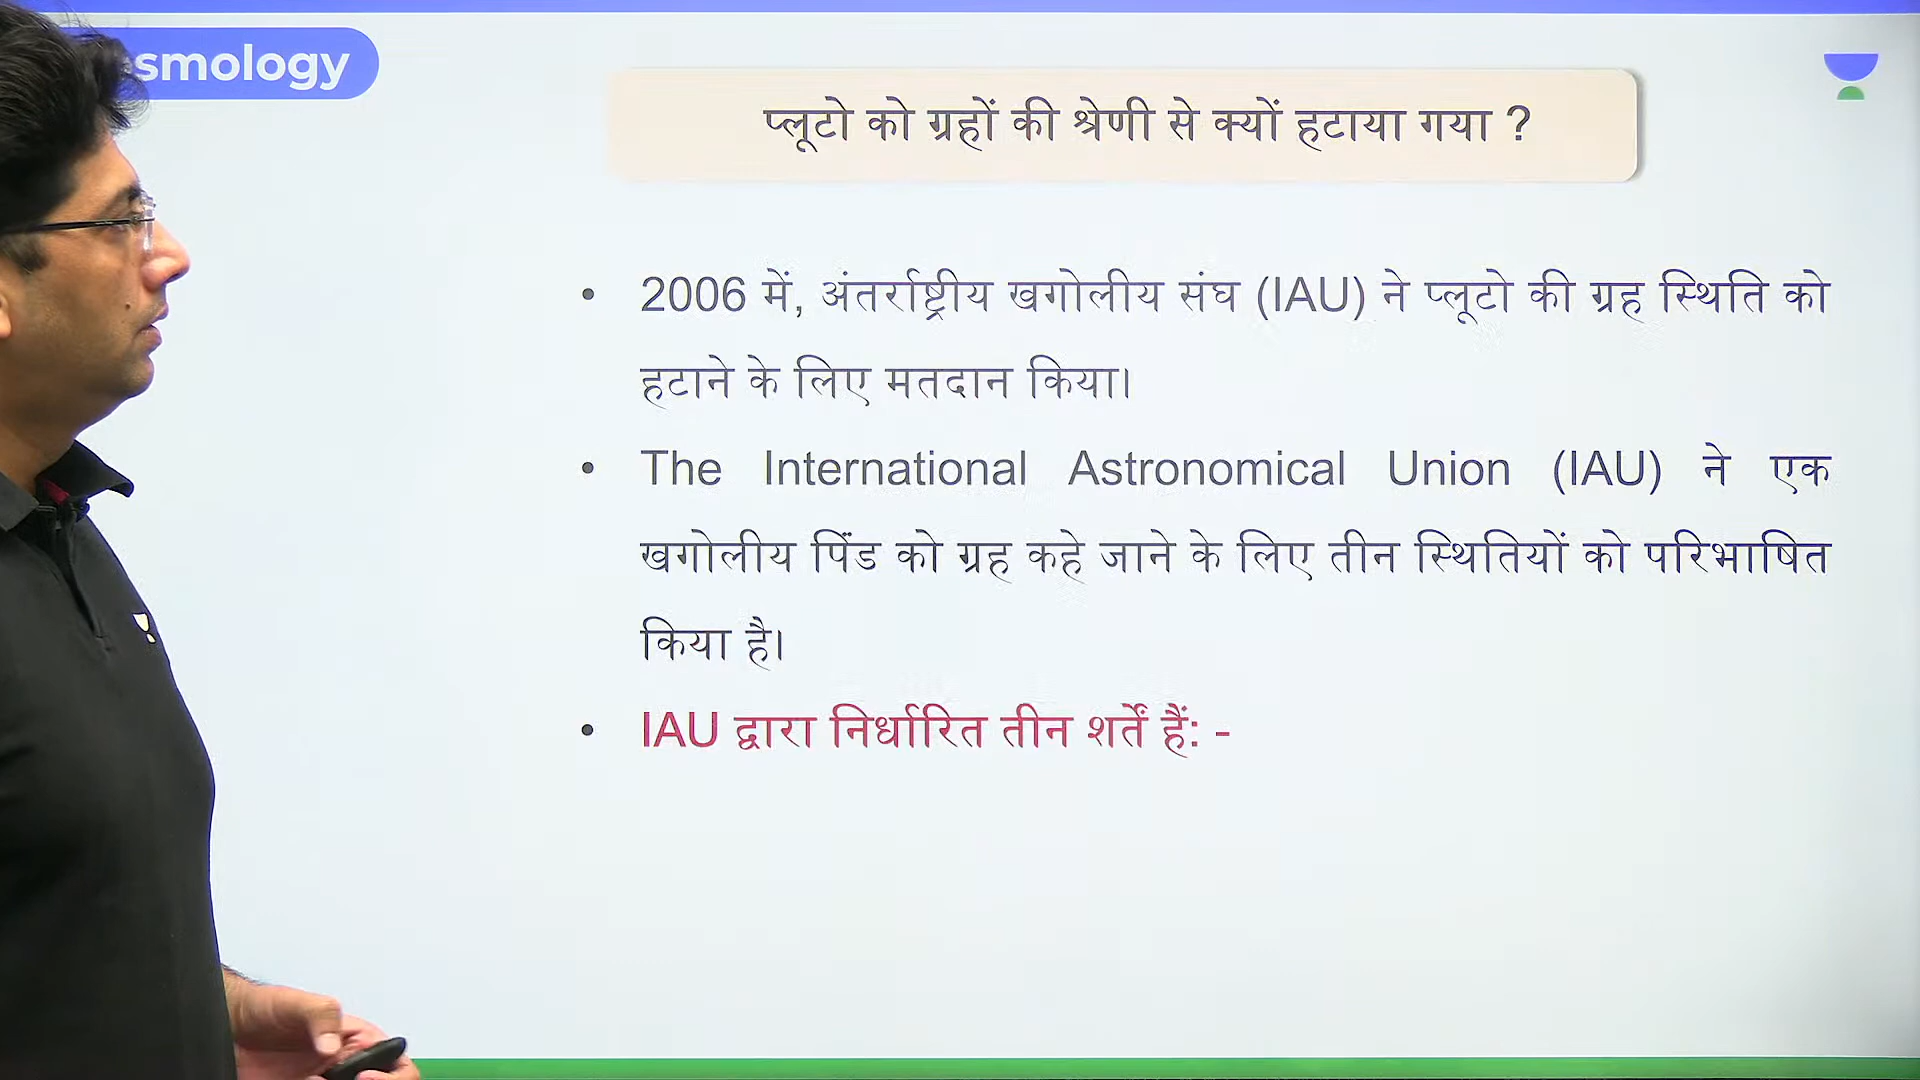 smology
प्लूटो को ग्रहों की श्रेणी से क्यों हटाया गया ?
• 2006 में, अंतर्राष्ट्रीय खगोलीय संघ (IAU) ने प्लूटो की ग्रह स्थिति को
हटाने के लिए मतदान किया।
• The International Astronomical Union (IAU) ने एक
खगोलीय पिंड को ग्रह कहे जाने के लिए तीन स्थितियों को परिभाषित
किया है।
• IAU द्वारा निर्धारित तीन शर्तें हैं: -